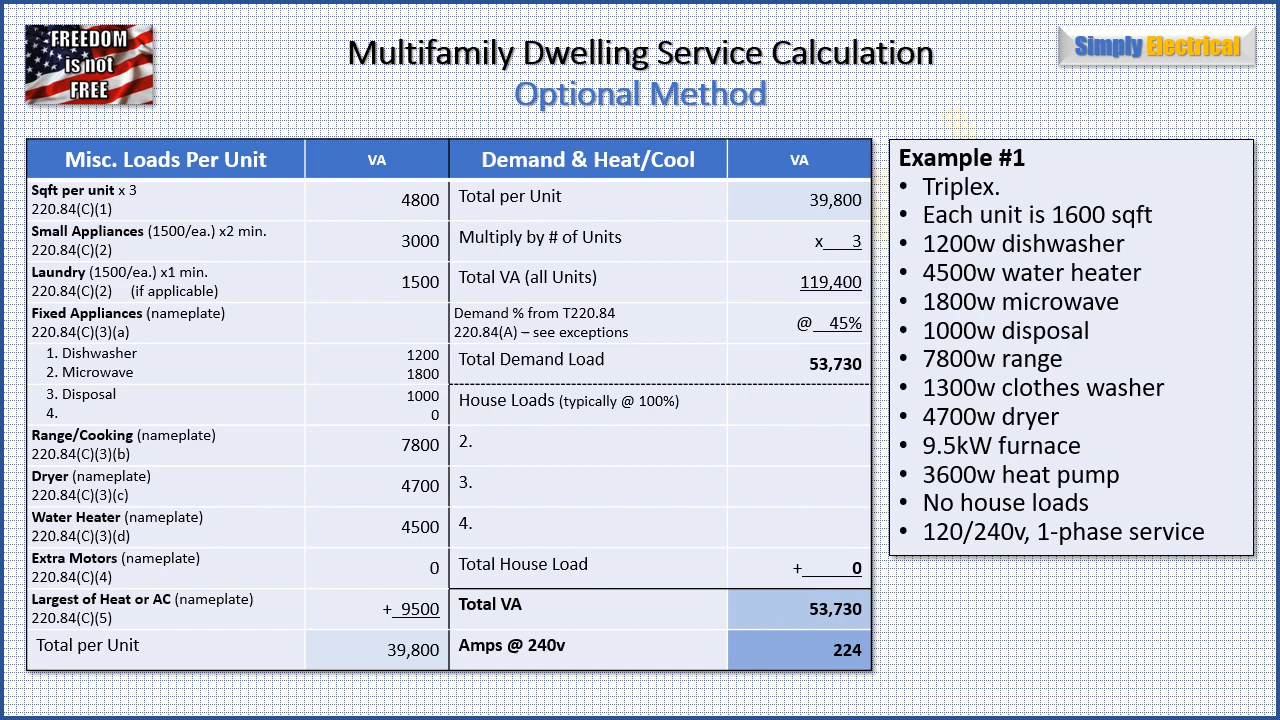 FREEDOM
is not
FREE
Multifamily Dwelling Service Calculation
Optional Method
Simply Electrical
Misc. Loads Per Unit VA Demand & Heat/Cool VA
Sqft per unit x 3
220.84(C)(1)
4800
Total per Unit 39,800
Small Appliances (1500/ea.) x2 min.
220.84(C)(2)
3000
Multiply by # of Units x 3
Laundry (1500/ea.) x1 min.
220.84(C)(2) (if applicable)
1500
Total VA (all Units) 119,400
Fixed Appliances (nameplate)
220.84(C)(3)(a)
Demand % from T220.84
220.84(A) – see exceptions
@ 45%
1. Dishwasher 1200
2. Microwave 1800
Total Demand Load 53,730
3. Disposal 1000
4. 0
House Loads (typically @ 100%)
Range/Cooking (nameplate)
220.84(C)(3)(b)
7800
2.
Dryer (nameplate)
220.84(C)(3)(c)
4700
3.
Water Heater (nameplate)
220.84(C)(3)(d)
4500
4.
Extra Motors (nameplate)
220.84(C)(4)
0
Total House Load + 0
Largest of Heat or AC (nameplate)
220.84(C)(5)
+ 9500
Total VA 53,730
Total per Unit 39,800
Amps @ 240v 224
Example #1
• Triplex.
• Each unit is 1600 sqft
• 1200w dishwasher
• 4500w water heater
• 1800w microwave
• 1000w disposal
• 7800w range
• 1300w clothes washer
• 4700w dryer
• 9.5kW furnace
• 3600w heat pump
• No house loads
• 120/240v, 1-phase service